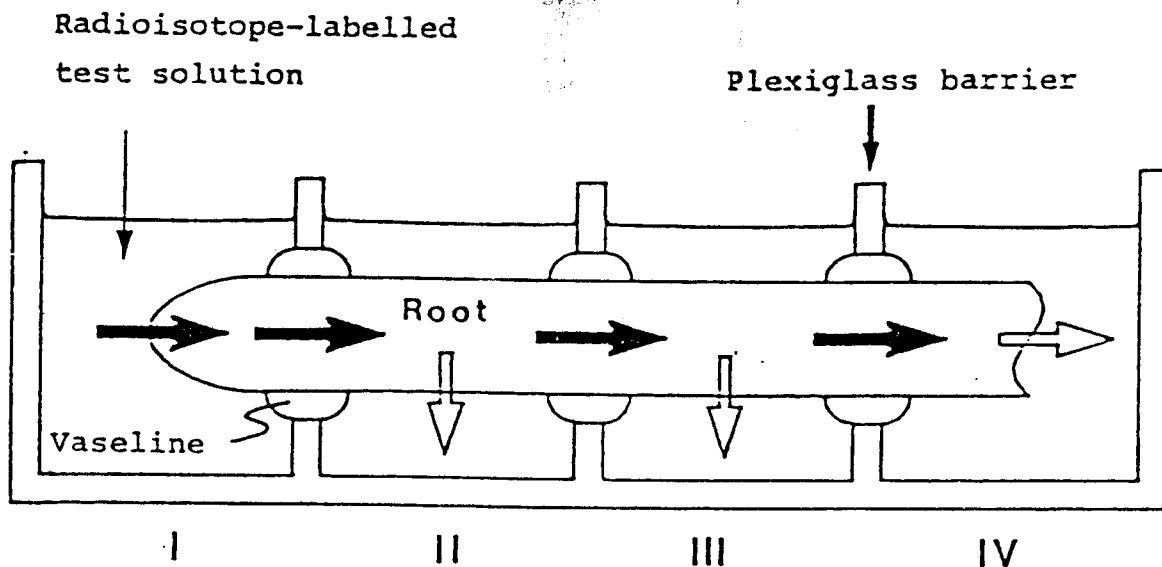 Radioisotope-labelled
test solution
Plexiglass barrier
Root
Vaseline
I
II
III
IV